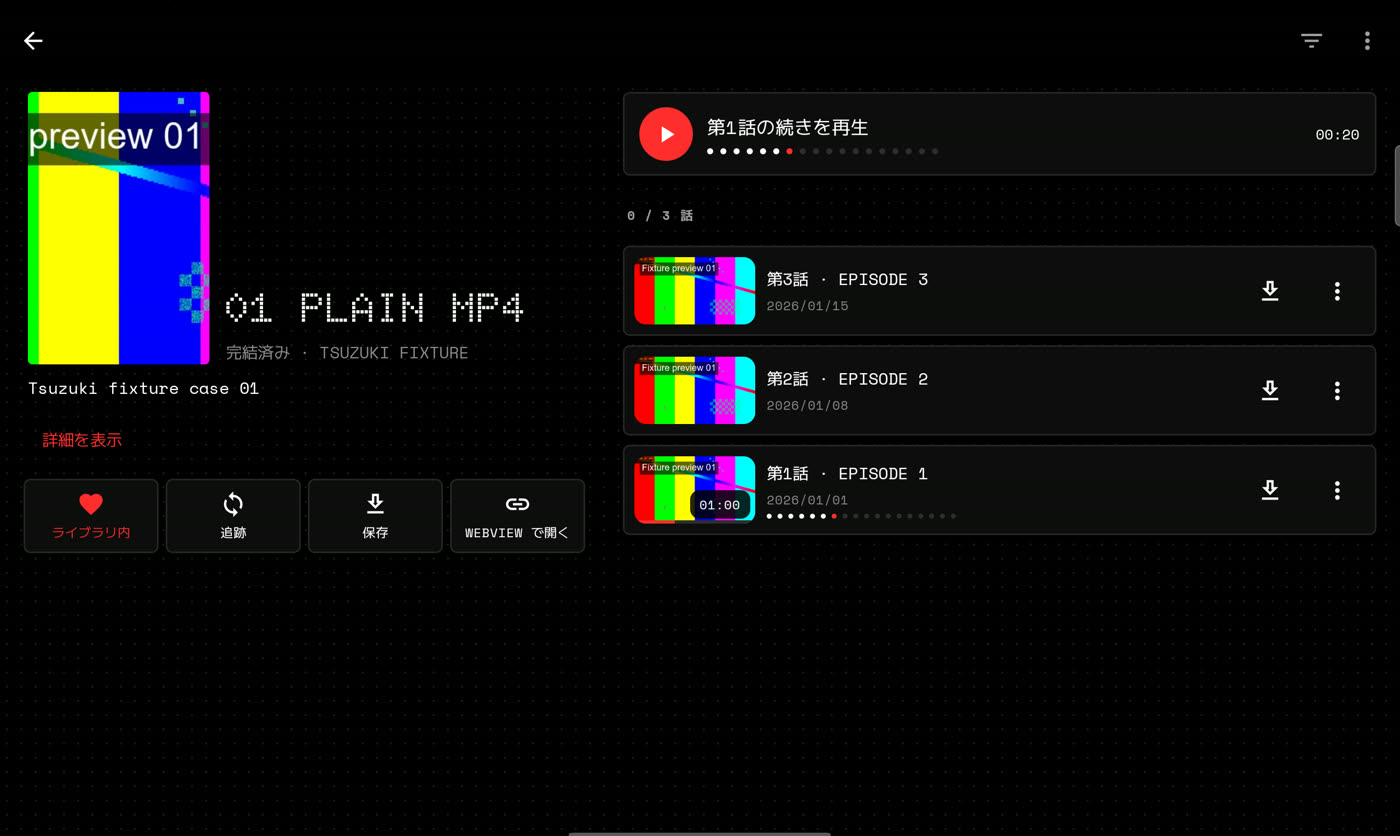 preview 01
01 PLAIN MP4
完結済み · TSUZUKI FIXTURE
Tsuzuki fixture case 01
詳細を表示
ライブラリ内
追跡
保存
WEBVIEW で開く
第1話の続きを再生
00:20
0 / 3 話
Fixture preview 01
第3話 · EPISODE 3
2026/01/15
Fixture preview 01
第2話 · EPISODE 2
2026/01/08
Fixture preview 01
01:00
第1話 · EPISODE 1
2026/01/01